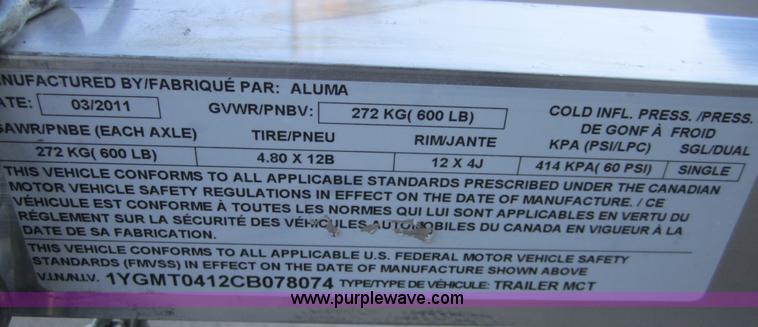 MANUFACTURED BY/FABRIQUÉ PAR: ALUMA
DATE: 03/2011 GVWR/PNBV: 272 KG( 600 LB) COLD INFL. PRESS. /PRESS.
DE GONF À FROID
GAWR/PNBE (EACH AXLE) TIRE/PNEU RIM/JANTE KPA (PSI/LPC) SGL/DUAL
272 KG( 600 LB) 4.80 X 12B 12 X 4J 414 KPA( 60 PSI) SINGLE
THIS VEHICLE CONFORMS TO ALL APPLICABLE STANDARDS PRESCRIBED UNDER THE CANADIAN
MOTOR VEHICLE SAFETY REGULATIONS IN EFFECT ON THE DATE OF MANUFACTURE. / CE
VÉHICULE EST CONFORME À TOUTES LES NORMES QUI LUI SONT APPLICABLES EN VERTU DU
RÈGLEMENT SUR LA SÉCURITÉ DES VÉHICULES AUTOMOBILES DU CANADA EN VIGUEUR À LA
DATE DE SA FABRICATION.
THIS VEHICLE CONFORMS TO ALL APPLICABLE U.S. FEDERAL MOTOR VEHICLE SAFETY
STANDARDS (FMVSS) IN EFFECT ON THE DATE OF MANUFACTURE SHOWN ABOVE
V.I.N./N.I.V. 1YGMT0412CB078074 TYPE/TYPE DE VÉHICULE: TRAILER MCT
www.purplewave.com